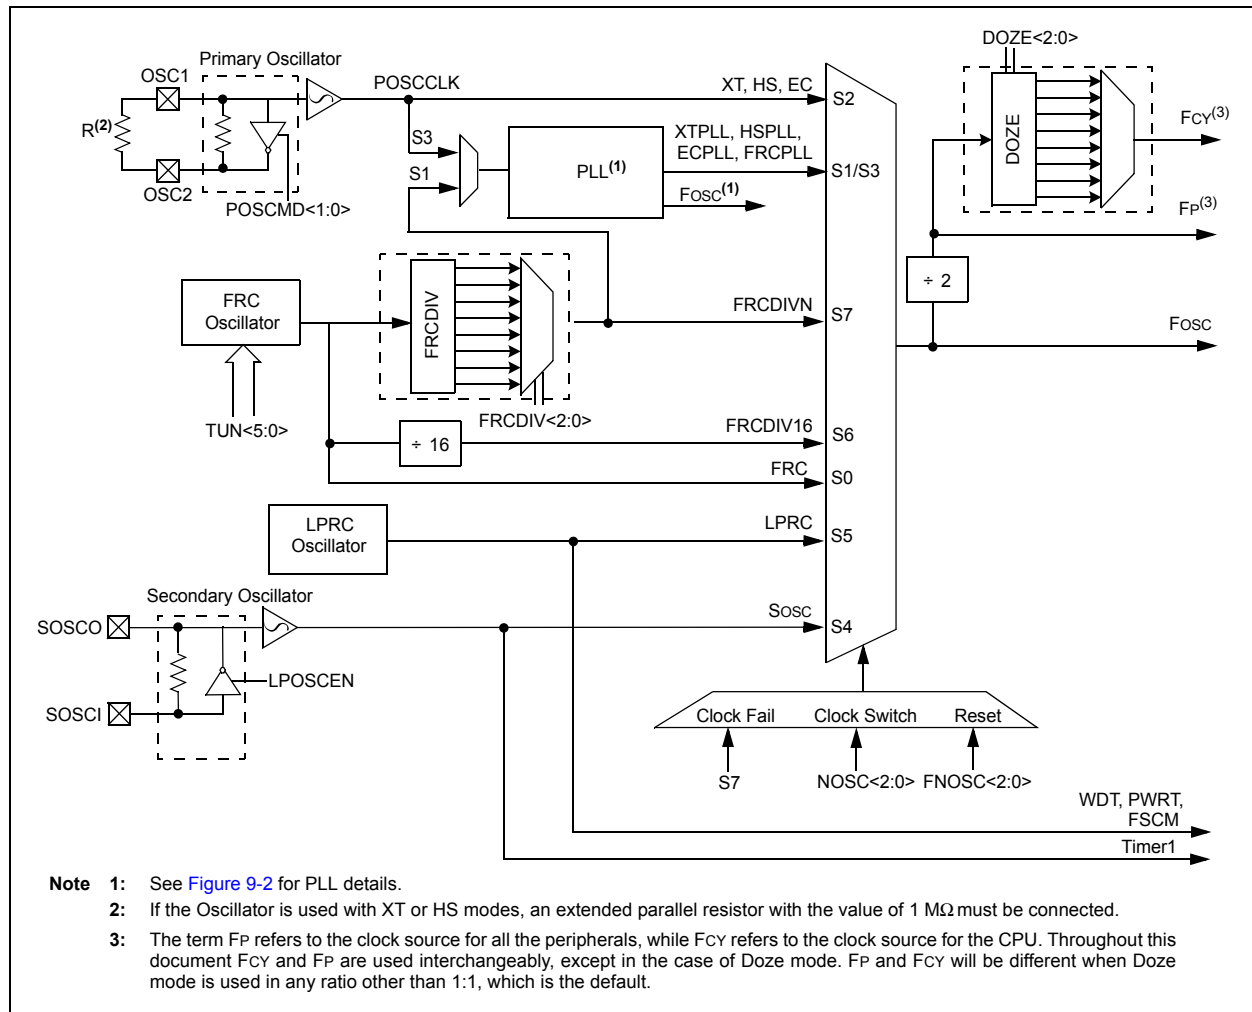 DOZE<2:0>
Primary Oscillator
OSC1
POSCCLK
XT, HS, EC
S2
R(2)
DOZE
FCY(3)
S3
XTPLL, HSPLL,
ECPLL, FRCPLL
PLL(1)
S1/S3
S1
OSC2
POSCMD<1:0>
FOSC(1)
FP(3)
÷ 2
FRC
Oscillator
FRCDIV
FRCDIVN
S7
FOSC
TUN<5:0>
FRCDIV<2:0>
÷ 16
FRCDIV16
S6
FRC
S0
LPRC
Oscillator
LPRC
S5
Secondary Oscillator
SOSCO
SOSC
S4
LPOSCEN
SOSCI
Clock Fail
Clock Switch
Reset
S7
NOSC<2:0>
FNOSC<2:0>
WDT, PWRT,
FSCM
Timer1
Note 1: See Figure 9-2 for PLL details.
2: If the Oscillator is used with XT or HS modes, an extended parallel resistor with the value of 1 MΩ must be connected.
3: The term FP refers to the clock source for all the peripherals, while FCY refers to the clock source for the CPU. Throughout this
document FCY and FP are used interchangeably, except in the case of Doze mode. FP and FCY will be different when Doze
mode is used in any ratio other than 1:1, which is the default.